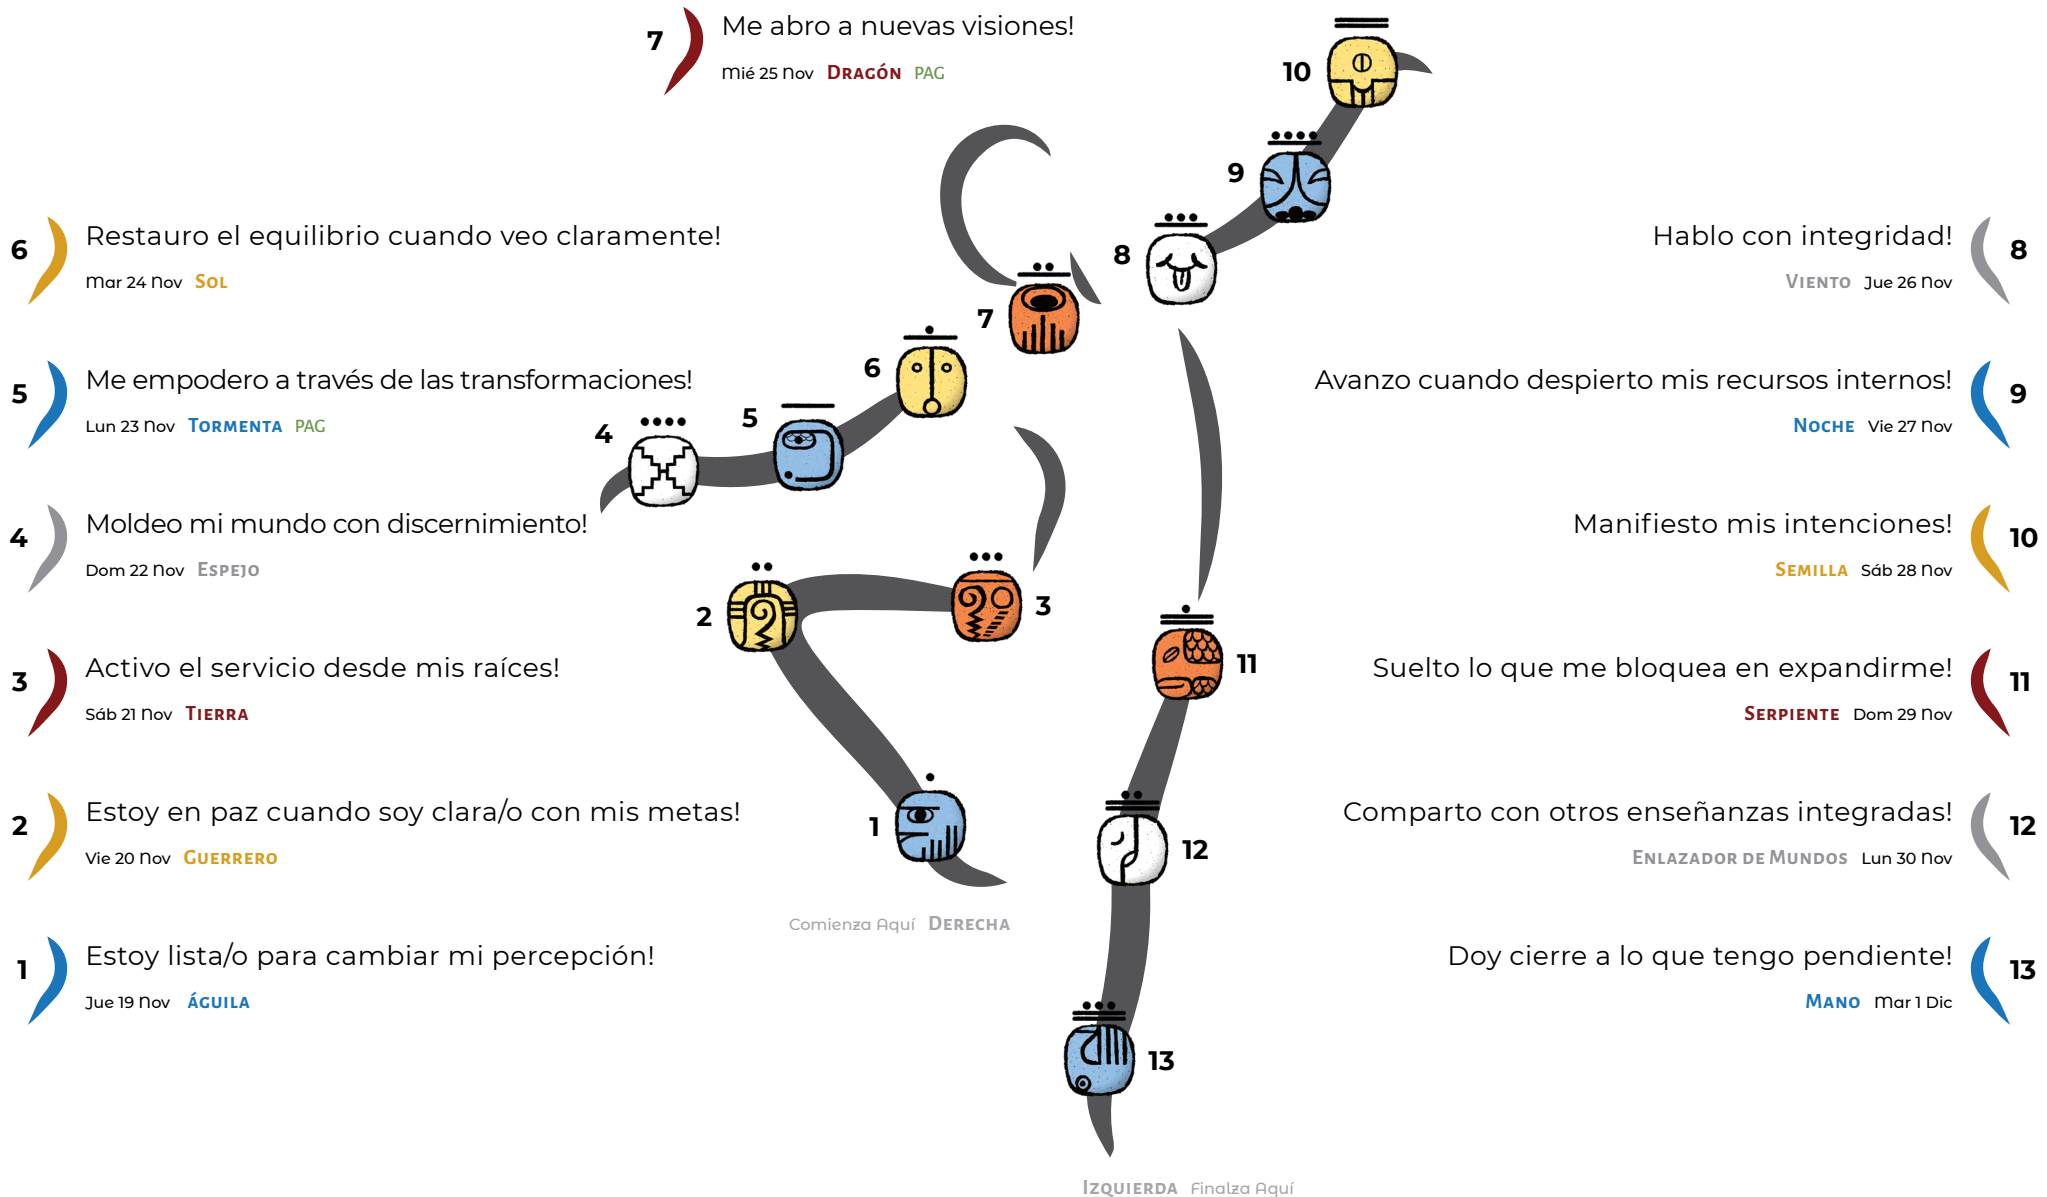 7
Me abro a nuevas visiones!
Mié 25 Nov Dragón PAG
6
Restauro el equilibrio cuando veo claramente!
Mar 24 Nov Sol
5
Me empodero a través de las transformaciones!
Lun 23 Nov Tormenta PAG
4
Moldeo mi mundo con discernimiento!
Dom 22 Nov Espejo
3
Activo el servicio desde mis raíces!
Sáb 21 Nov Tierra
2
Estoy en paz cuando soy clara/o con mis metas!
Vie 20 Nov Guerrero
1
Estoy lista/o para cambiar mi percepción!
Jue 19 Nov águila
10
9
8
7
6
5
4
3
2
1
Comienza Aquí Derecha
11
12
13
Izquierda Finalza Aquí
Hablo con integridad!
8
Viento Jue 26 Nov
Avanzo cuando despierto mis recursos internos!
9
Noche Vie 27 Nov
Manifiesto mis intenciones!
10
Semilla Sáb 28 Nov
Suelto lo que me bloquea en expandirme!
11
Serpiente Dom 29 Nov
Comparto con otros enseñanzas integradas!
12
Enlazador de Mundos Lun 30 Nov
Doy cierre a lo que tengo pendiente!
13
Mano Mar 1 Dic